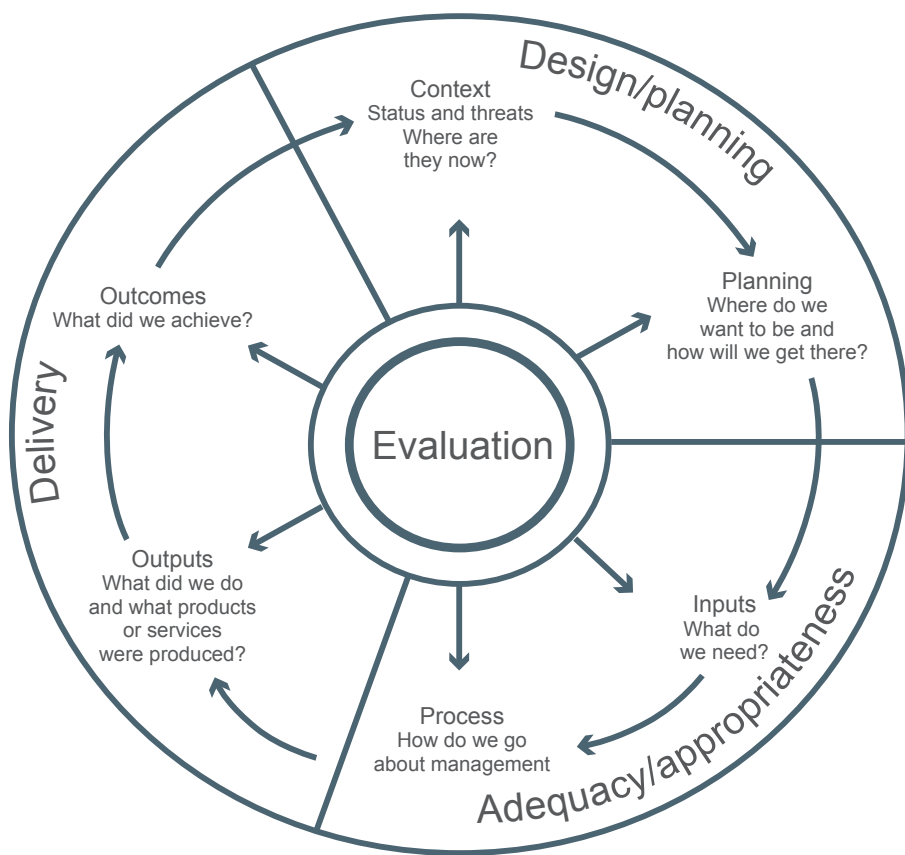 Design/planning
Context
Status and threats
Where are
they now?
Planning
Where do we
want to be and
how will we get there?
Outcomes
What did we achieve?
Delivery
Evaluation
Outputs
What did we do
and what products
or services
were produced?
Inputs
What do
we need?
Process
How do we go
about management
Adequacy/appropriateness